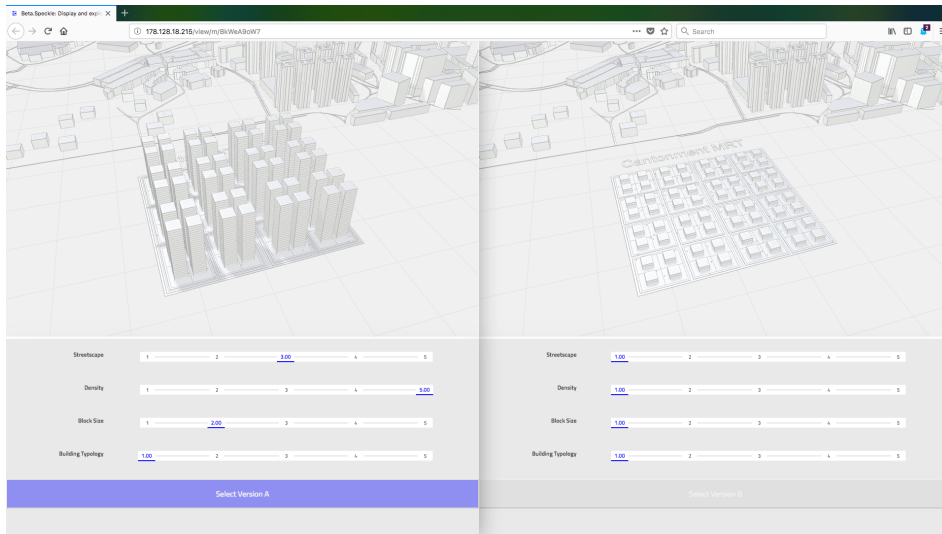 Beta.Speckle: Display and explo
178.128.18.215/view/m/BkWeA9oW7
Search
2
Cantonment MRT
Streetscape 1 2 3.00 4 5
Density 1 2 3 4 5.00
Block Size 1 2.00 3 4 5
Building Typology 1.00 2 3 4 5
Select Version A
Streetscape 1.00 2 3 4 5
Density 1.00 2 3 4 5
Block Size 1.00 2 3 4 5
Building Typology 1.00 2 3 4 5
Select Version B